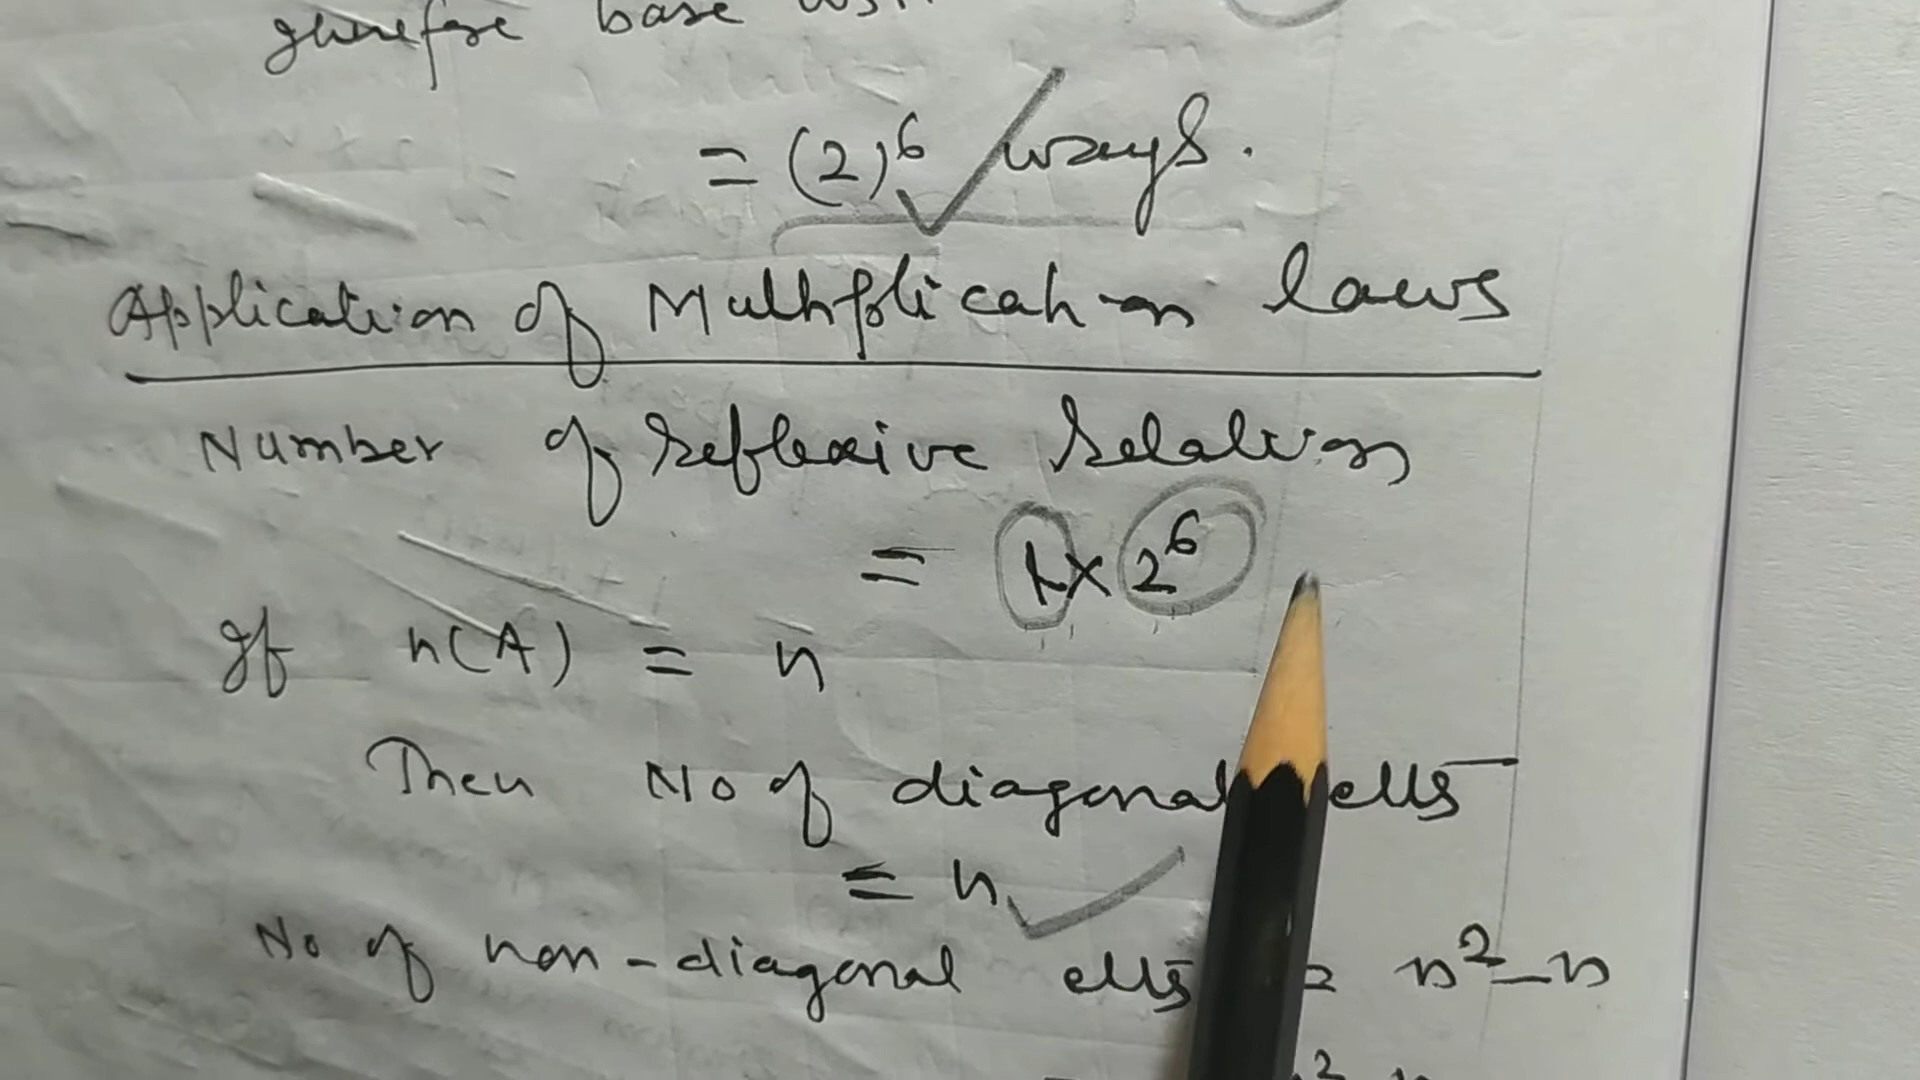 therefore base
= (2)^6 ways.
Application of Multiplication laws
Number of reflexive relation
= 1 × 2^6
If n(A) = n
Then No of diagonal ells
= n
No of non-diagonal ells = n^2-n